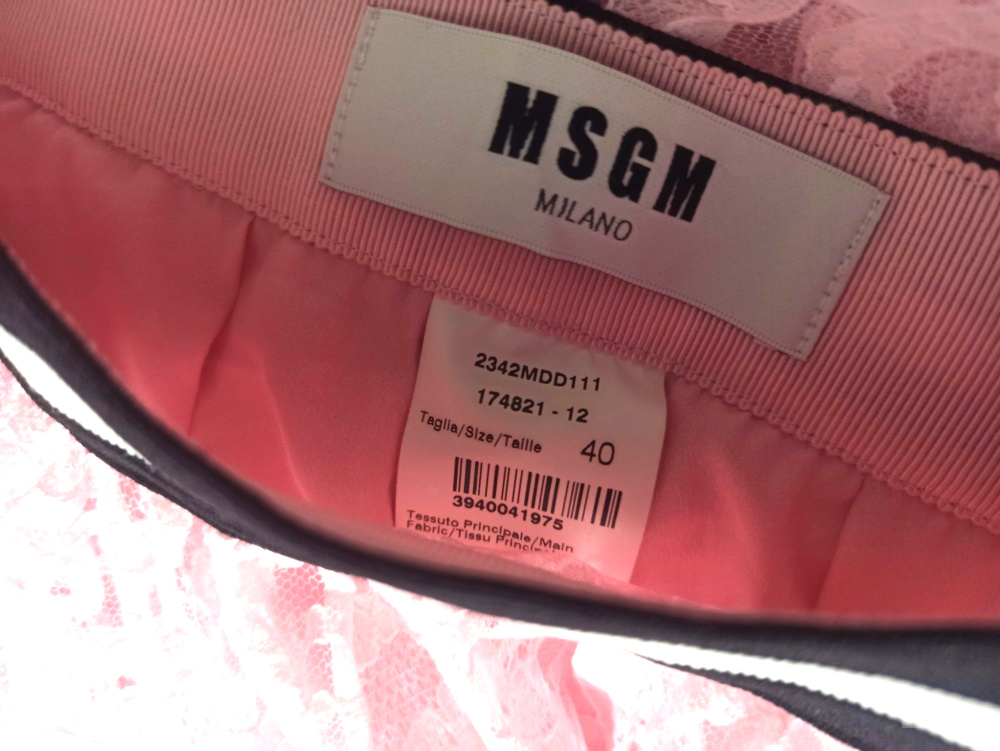 MSGM
MILANO
2342MDD111
174821 - 12
Taglia/Size/Taille 40
3940041975
Tessuto Principale/Main
Fabric/Tissu